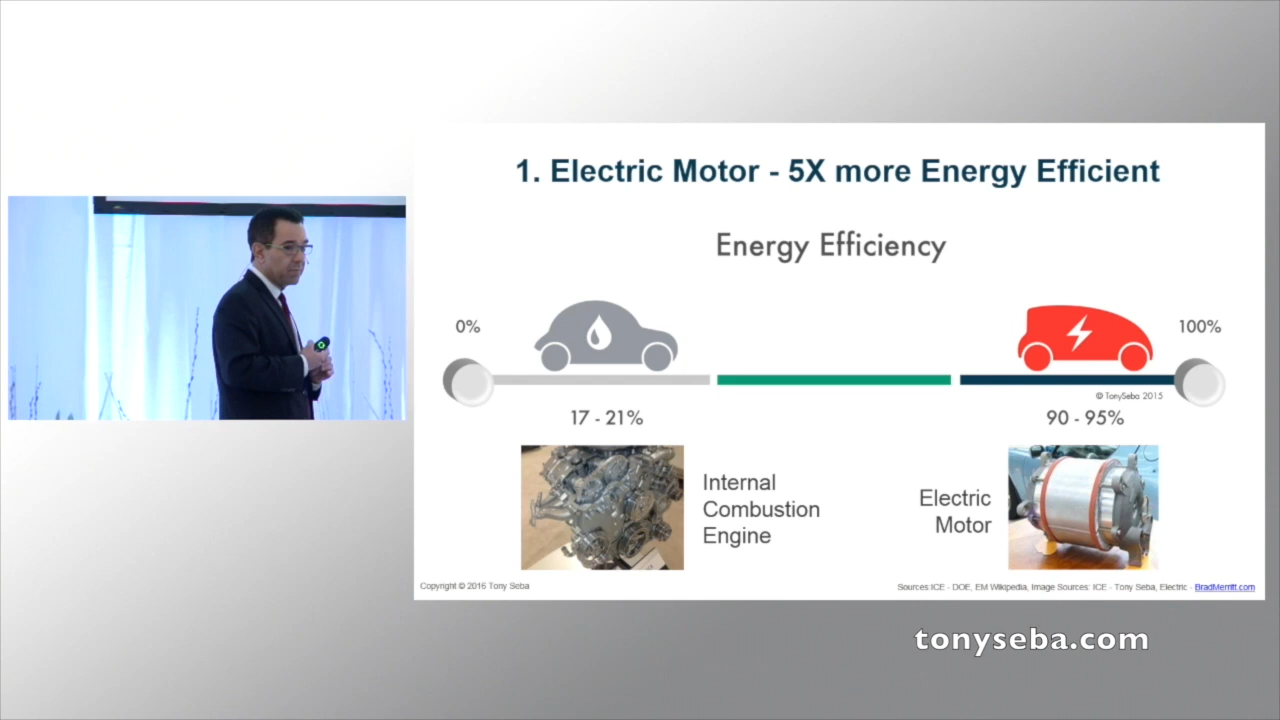 1. Electric Motor - 5X more Energy Efficient
Energy Efficiency
0%
100%
© TonySeba 2015
17 - 21%
90 - 95%
Internal
Combustion
Engine
Electric
Motor
Copyright © 2016 Tony Seba
Sources:ICE - DOE, EM Wikipedia, Image Sources: ICE - Tony Seba, Electric - BradMerritt.com
tonyseba.com